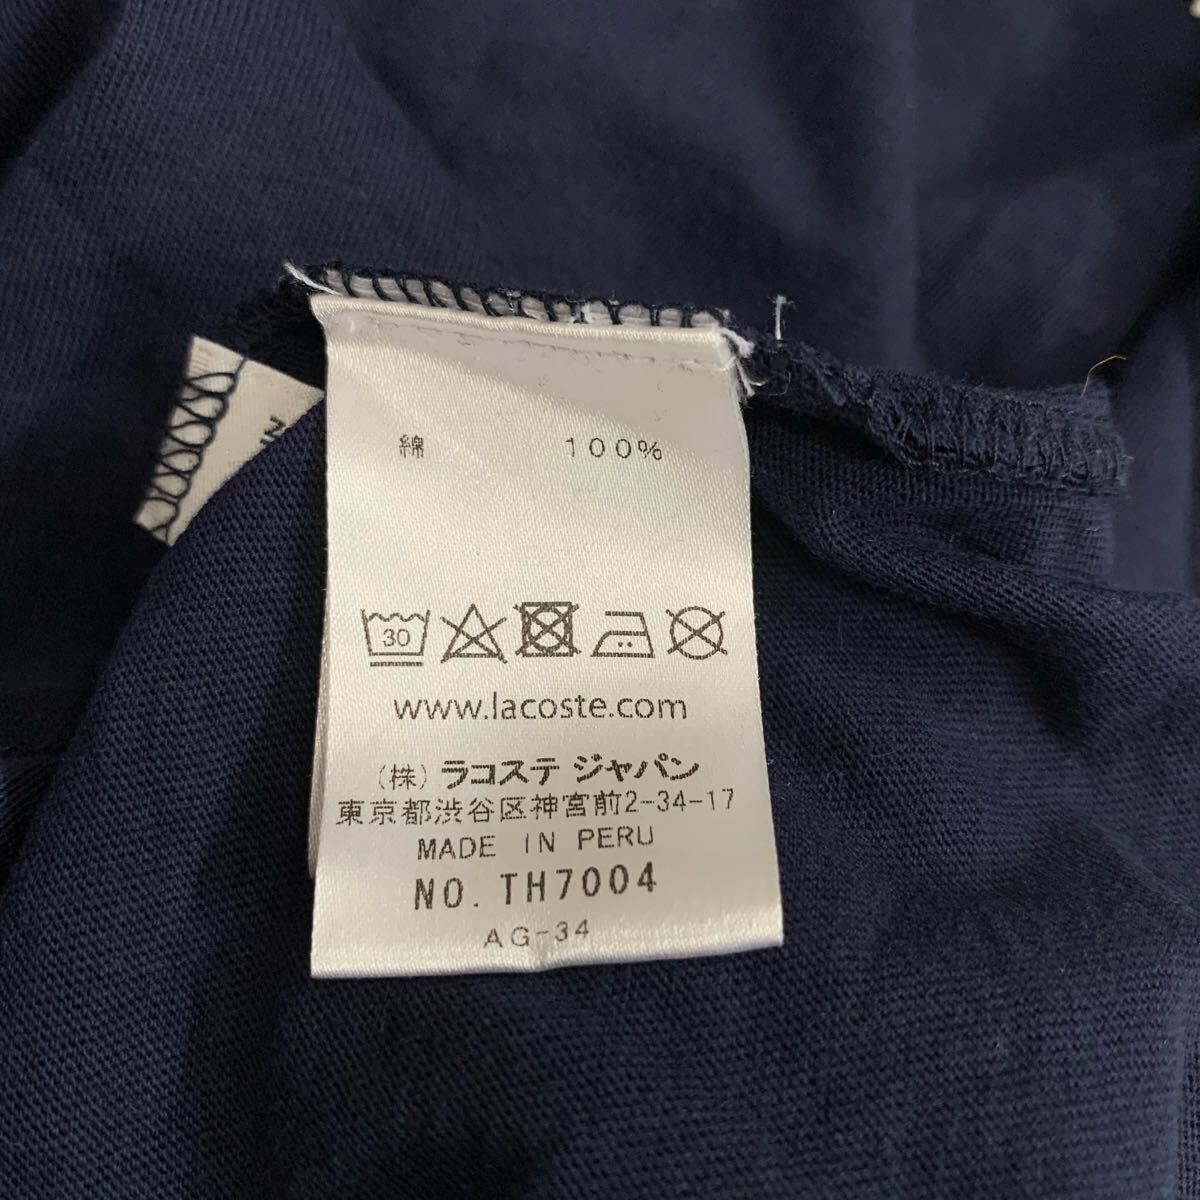 綿 100%
30
www.lacoste.com
(株) ラコステ ジャパン
東京都渋谷区神宮前2-34-17
MADE IN PERU
NO. TH7004
AG-34